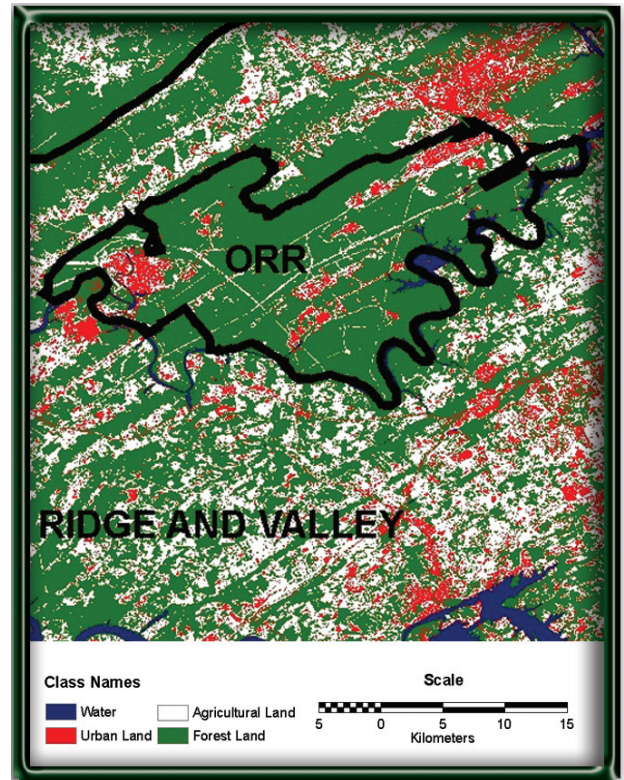 ORR
RIDGE AND VALLEY
Class Names
Water
Agricultural Land
Urban Land
Forest Land
Scale
5 0 5 10 15
Kilometers